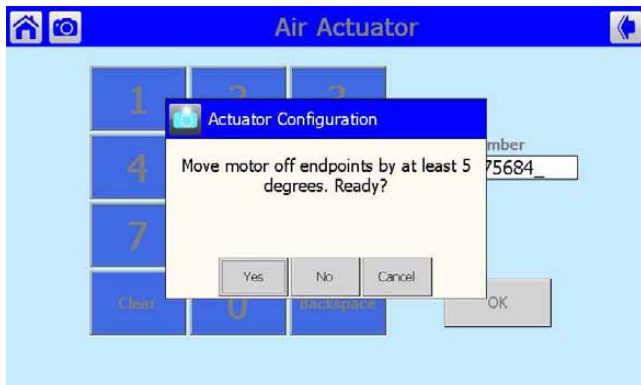 Air Actuator
1
4
7
Clear
0
Backspace
Actuator Configuration
Move motor off endpoints by at least 5
degrees. Ready?
Yes No Cancel
75684_
OK